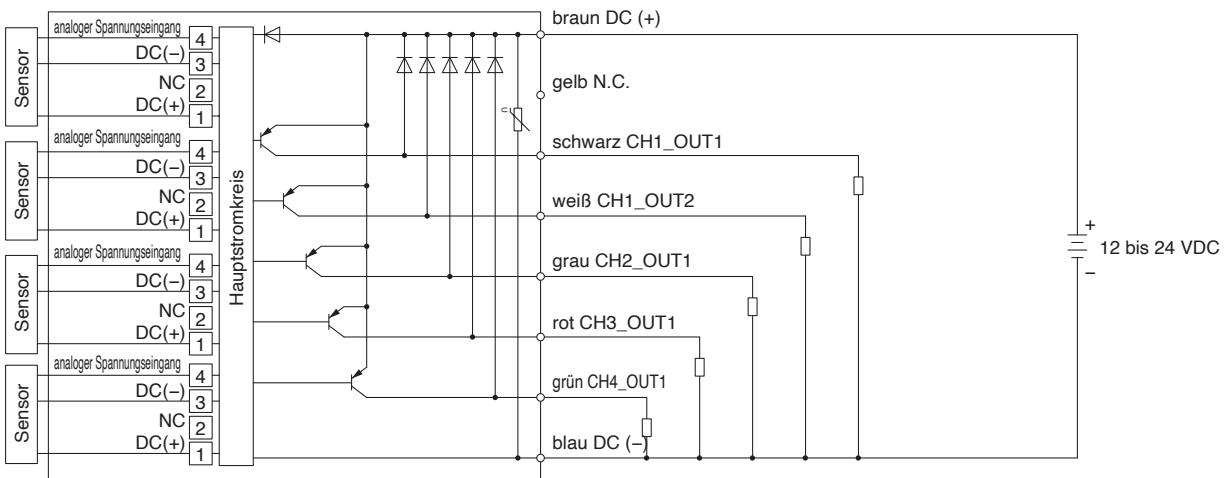 braun DC (+)
analoger Spannungseingang
4
DC(−)
3
NC
2
DC(+)
1
Sensor
gelb N.C.
analoger Spannungseingang
4
DC(−)
3
NC
2
DC(+)
1
Sensor
schwarz CH1_OUT1
weiß CH1_OUT2
Hauptstromkreis
U
+
12 bis 24 VDC
−
analoger Spannungseingang
4
DC(−)
3
NC
2
DC(+)
1
Sensor
grau CH2_OUT1
rot CH3_OUT1
analoger Spannungseingang
4
DC(−)
3
NC
2
DC(+)
1
Sensor
grün CH4_OUT1
blau DC (−)